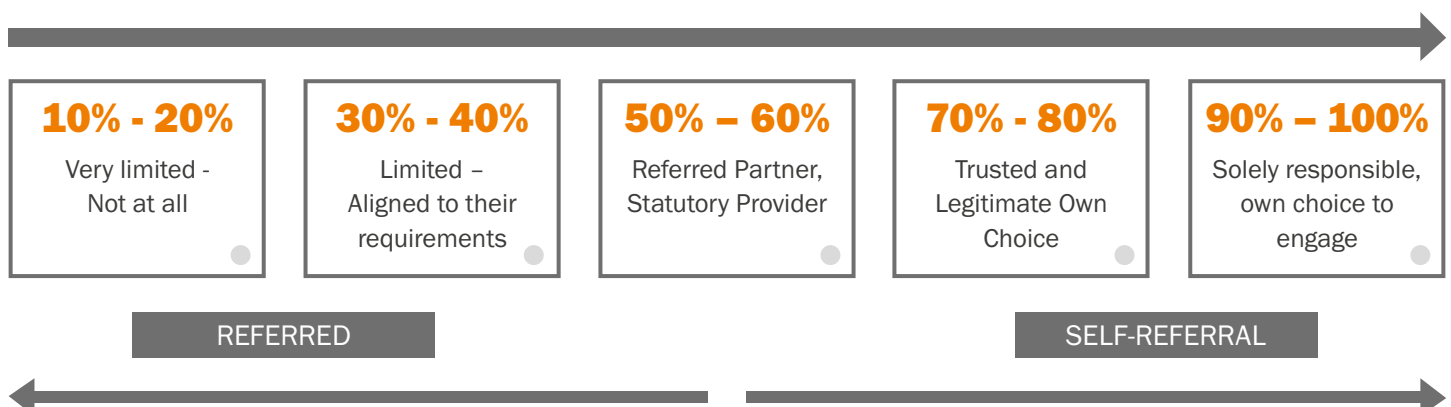 10% - 20%
Very limited -
Not at all
30% - 40%
Limited –
Aligned to their
requirements
50% – 60%
Referred Partner,
Statutory Provider
70% - 80%
Trusted and
Legitimate Own
Choice
90% – 100%
Solely responsible,
own choice to
engage
REFERRED
SELF-REFERRAL